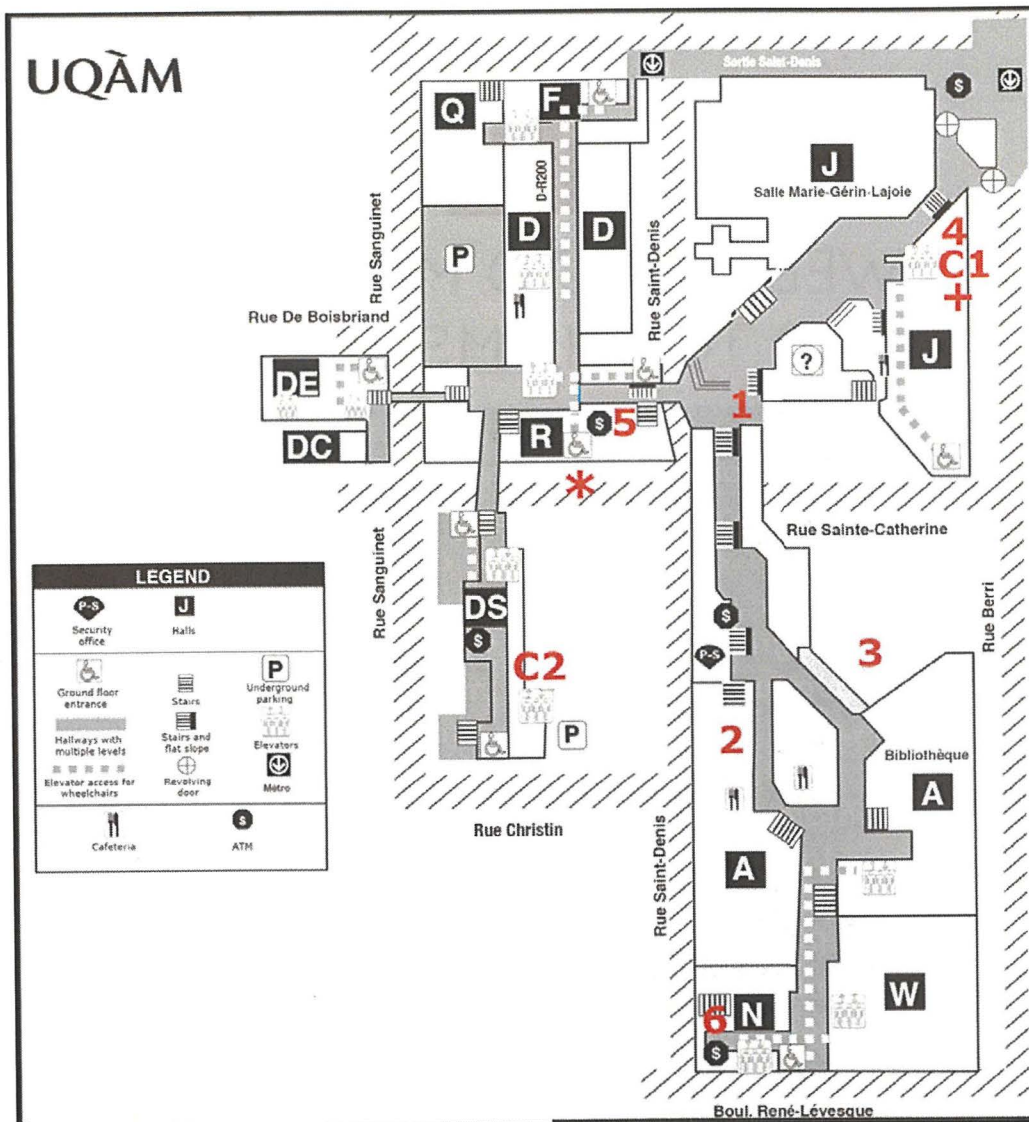 UQÀM
Sortie Saint-Denis
Q
F
J
Salle Marie-Gérin-Lajoie
D-R200
D
D
P
Rue Sanguinet
Rue Saint-Denis
Rue De Boisbriand
4
C1
+
J
?
DE
DC
R
5
1
*
Rue Sainte-Catherine
Rue Sanguinet
DS
C2
P
Rue Berri
P-S
3
2
Bibliothèque
A
A
Rue Christin
Rue Saint-Denis
W
N
6
Boul. René-Lévesque
LEGEND
P-S
Security
office
J
Halls
Ground floor
entrance
Stairs
P
Underground
parking
Hallways with
multiple levels
Stairs and
flat slope
Elevators
Elevator access for
wheelchairs
Revolving
door
Métro
Cafeteria
$
ATM
$
$
$
$
$